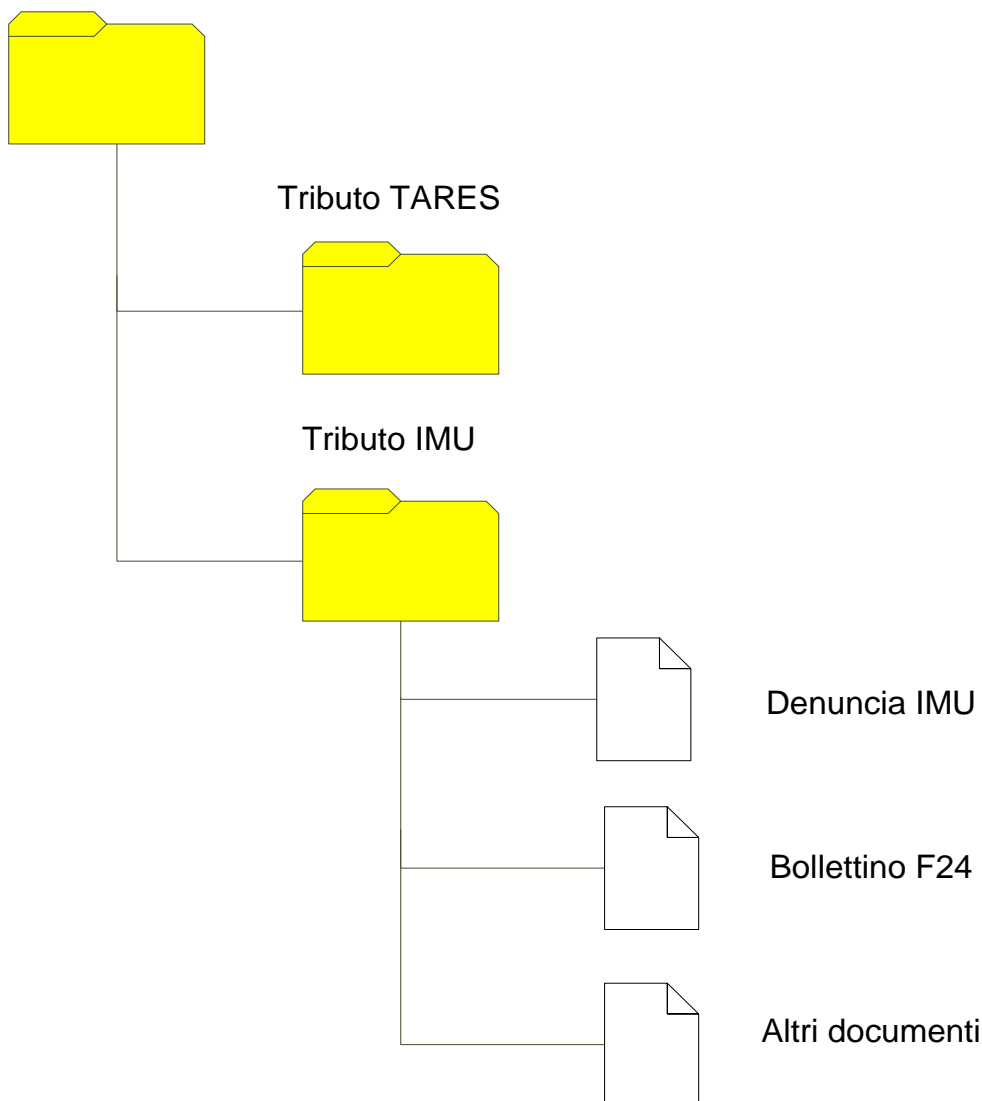 Tributo TARES
Tributo IMU
Denuncia IMU
Bollettino F24
Altri documenti